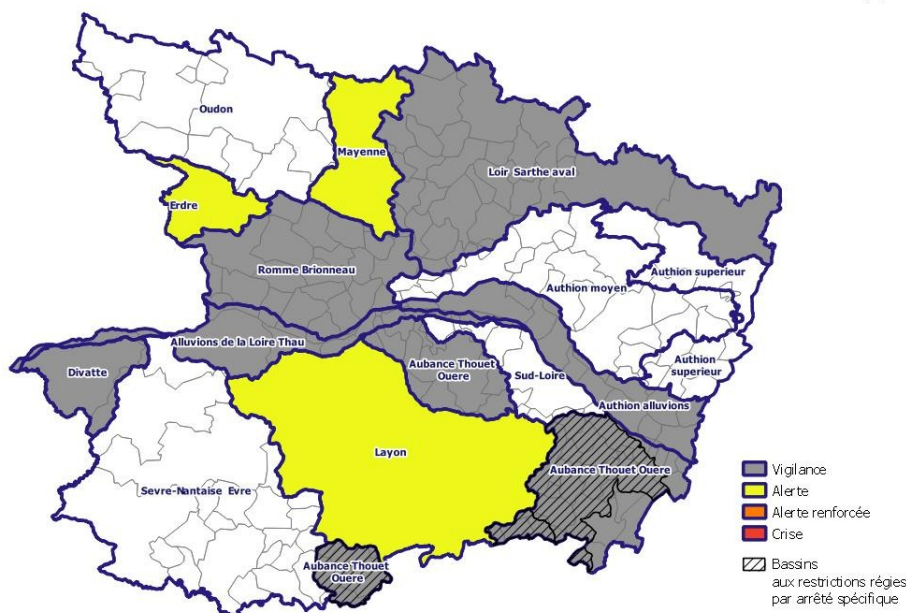 Oudon
Mayenne
Loir Sarthe aval
Erdre
Romme Brionneau
Authion superieur
Authion moyen
Alluvions de la Loire Thau
Aubance Thouet
Ouere
Sud-Loire
Authion
superieur
Divatte
Authion alluvions
Layon
Aubance Thouet Ouere
Sevre-Nantaise Evre
Aubance Thouet
Ouere
Vigilance
Alerte
Alerte renforcée
Crise
Bassins
aux restrictions régies
par arrêté spécifique